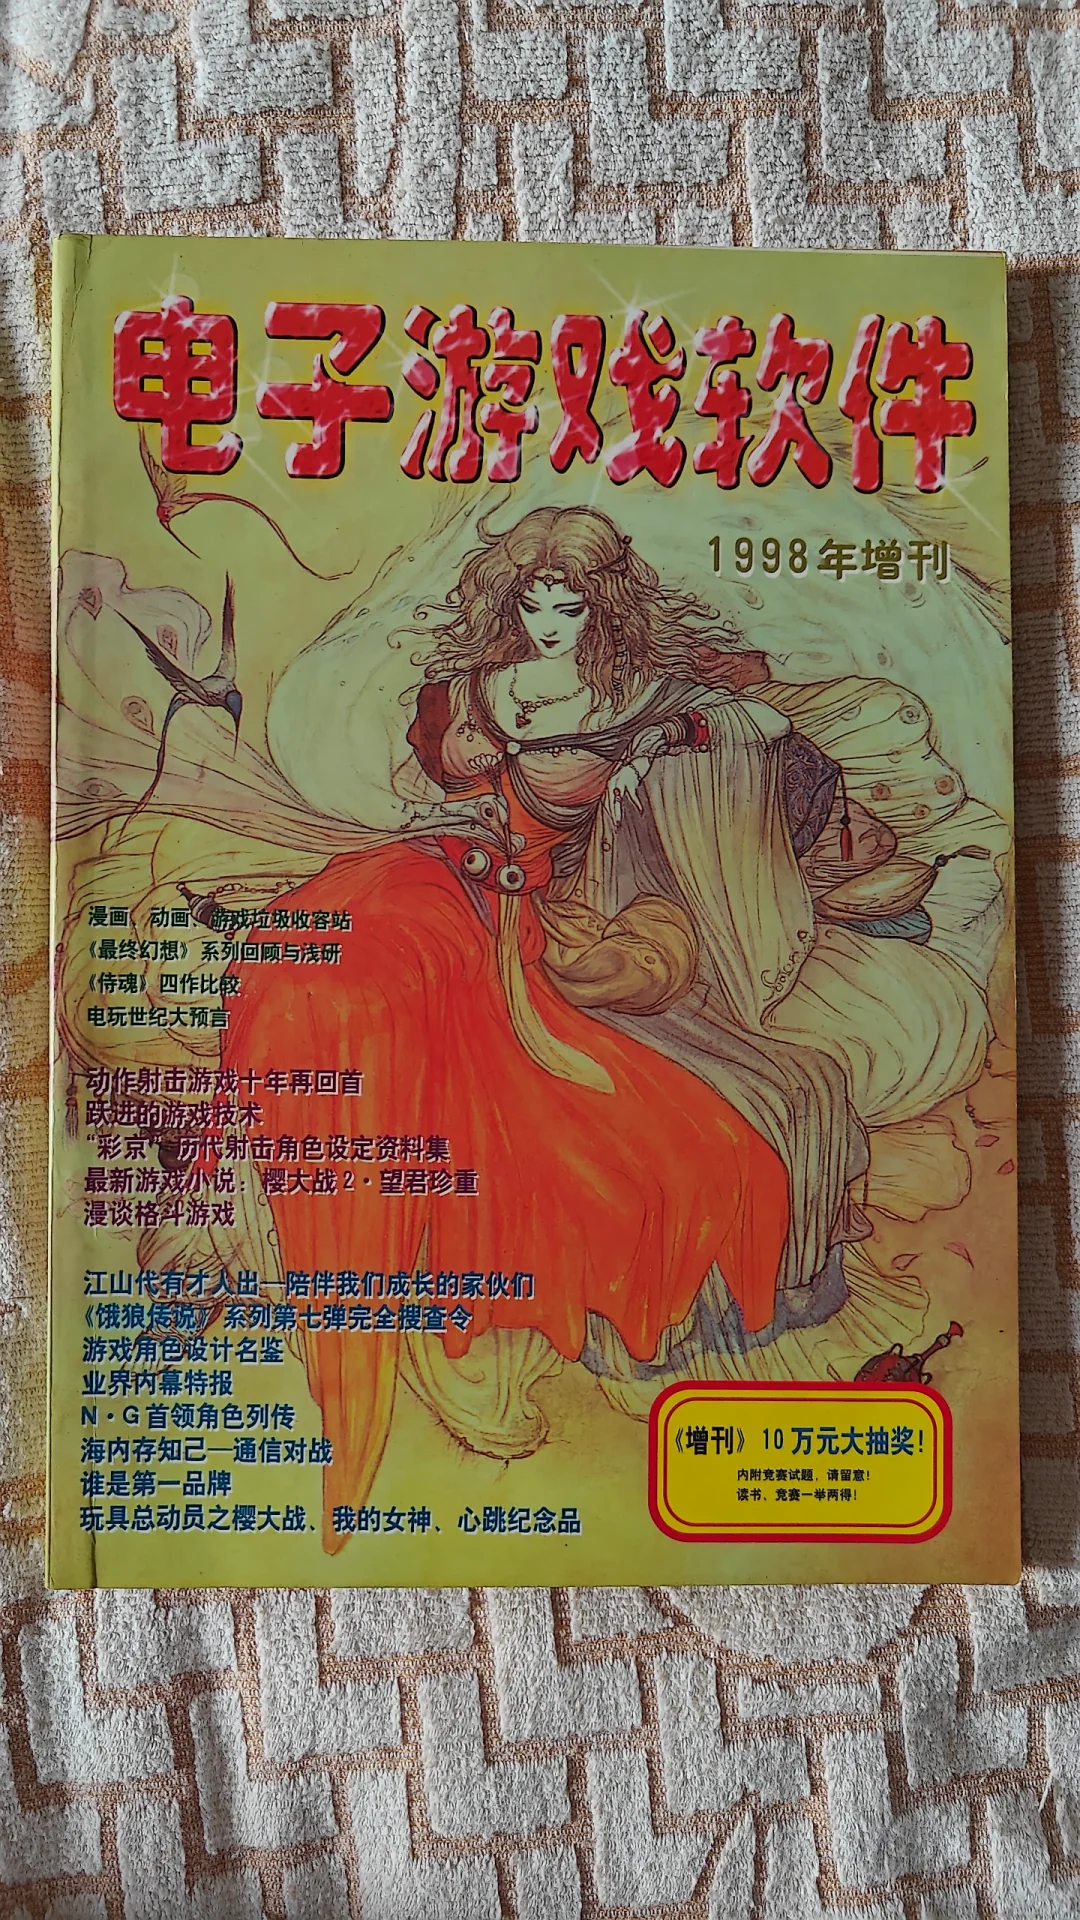 电子游戏软件
1998年增刊
漫画、动画、游戏垃圾收容站
《最终幻想》系列回顾与浅研
《侍魂》四作比较
电玩世纪大预言
动作射击游戏十年再回首
跃进的游戏技术
“彩京”历代射击角色设定资料集
最新游戏小说：樱大战2·望君珍重
漫谈格斗游戏
江山代有才人出—陪伴我们成长的家伙们
《饿狼传说》系列第七弹完全搜查令
游戏角色设计名鉴
业界内幕特报
N·G首领角色列传
海内存知己—通信对战
谁是第一品牌
玩具总动员之樱大战、我的女神、心跳纪念品
《增刊》10万元大抽奖！
内附竞赛试题，请留意！
读书、竞赛一举两得！